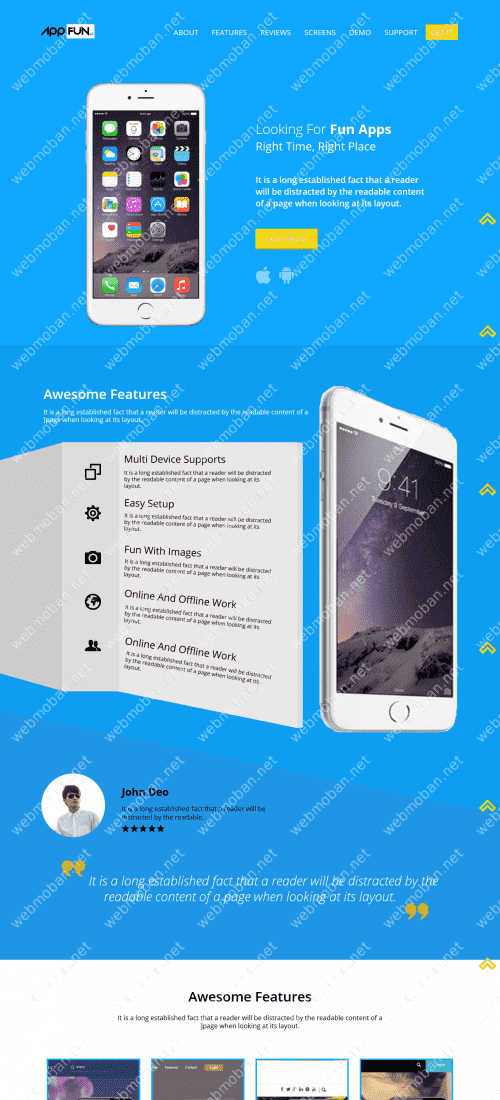 App FUN
ABOUT FEATURES REVIEWS SCREENS DEMO SUPPORT
Looking For Fun Apps
Right Time, Right Place
It is a long established fact that a reader
will be distracted by the readable content
of a page when looking at its layout.
Awesome Features
It is a long established fact that a reader will be distracted by the readable content of a
]page when looking at its layout.
9:41
Multi Device Supports
It is a long established fact that a reader will be distracted
by the readable content of a page when looking at its
layout.
Easy Setup
It is a long established fact that a reader will be distracted
by the readable content of a page when looking at its
layout.
Fun With Images
It is a long established fact that a reader will be distracted
by the readable content of a page when looking at its
layout.
Online And Offline Work
It is a long established fact that a reader will be distracted
by the readable content of a page when looking at its
layout.
Online And Offline Work
It is a long established fact that a reader will be distracted
by the readable content of a page when looking at its
layout.
John Deo
It is a long established fact that a reader will be
distracted by the readable.
It is a long established fact that a reader will be distracted by the
readable content of a page when looking at its layout.
Awesome Features
It is a long established fact that a reader will be distracted by the readable content of a
]page when looking at its layout.
webmoban.net